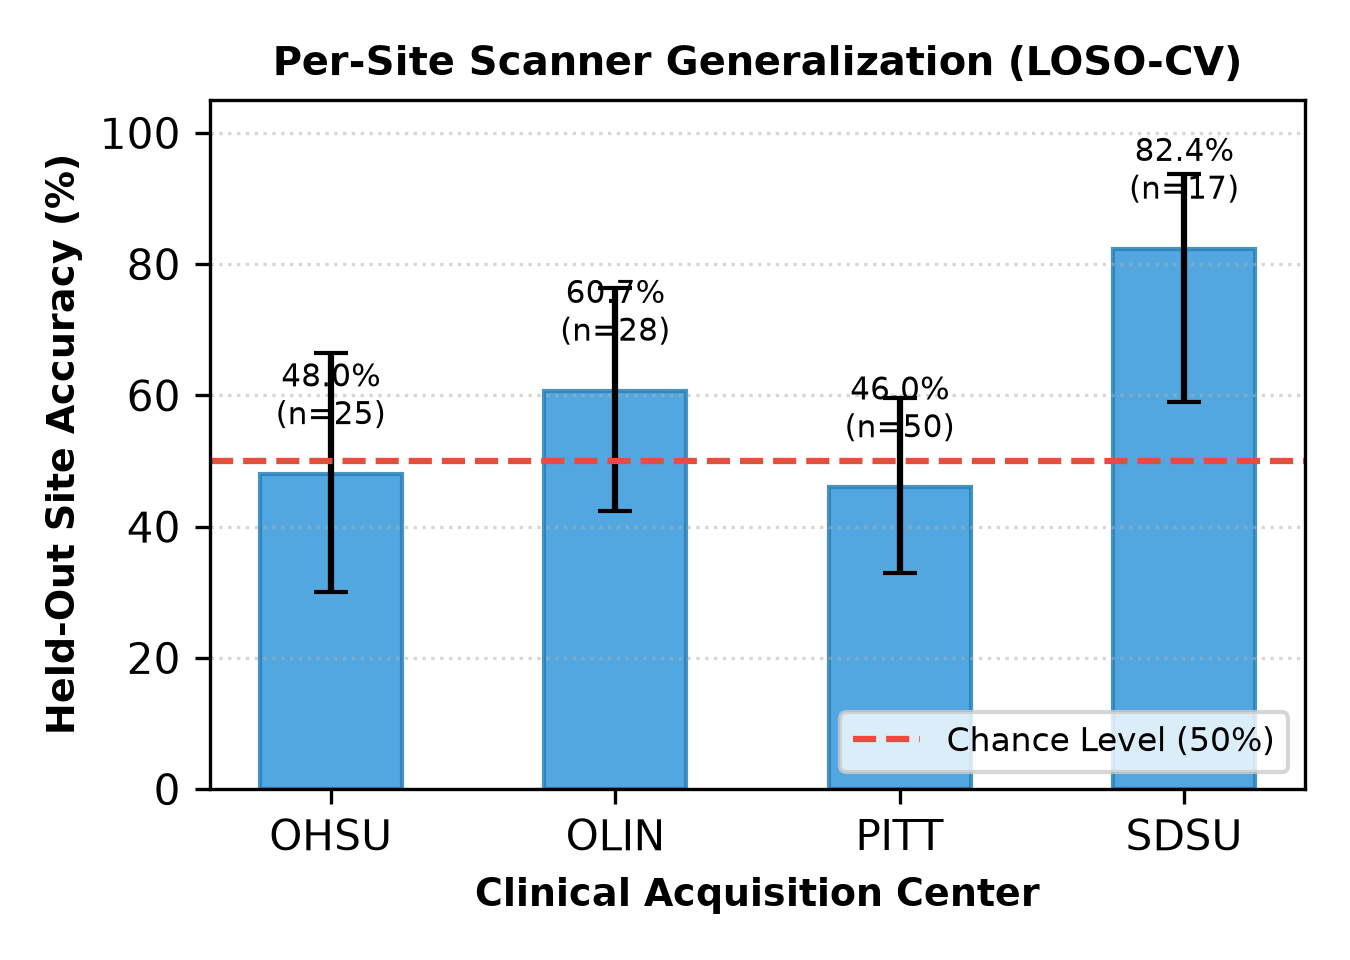 Per-Site Scanner Generalization (LOSO-CV)
Held-Out Site Accuracy (%)
100
80
60
40
20
0
48.0%
(n=25)
60.7%
(n=28)
46.0%
(n=50)
82.4%
(n=17)
Chance Level (50%)
OHSU
OLIN
PITT
SDSU
Clinical Acquisition Center